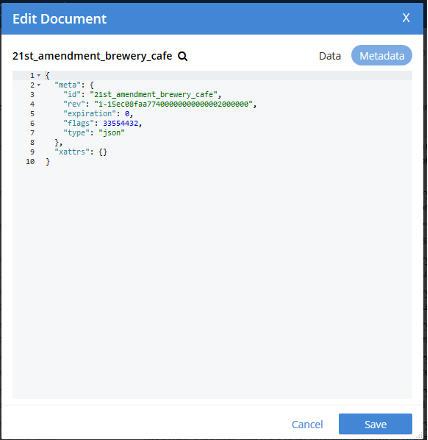 Edit Document X
21st_amendment_brewery_cafe Data Metadata
1 {
2 "meta": {
3 "id": "21st_amendment_brewery_cafe",
4 "rev": "1-15ec08faa77400000000000002000000",
5 "expiration": 0,
6 "flags": 33554432,
7 "type": "json"
8 },
9 "xattrs": {}
10 }
Cancel Save